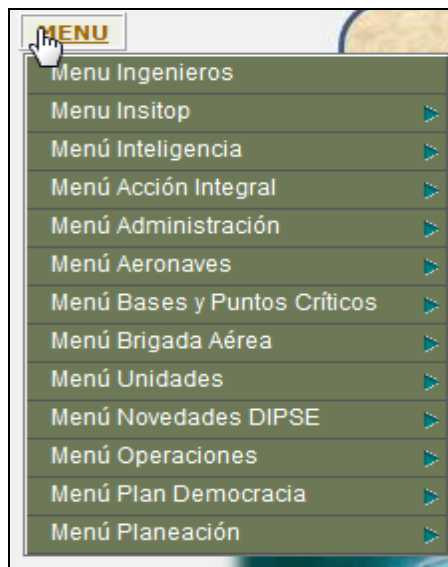 MENU
Menu Ingenieros
Menu Insitop
Menú Inteligencia
Menú Acción Integral
Menú Administración
Menú Aeronaves
Menú Bases y Puntos Críticos
Menú Brigada Aérea
Menú Unidades
Menú Novedades DIPSE
Menú Operaciones
Menú Plan Democracia
Menú Planeación